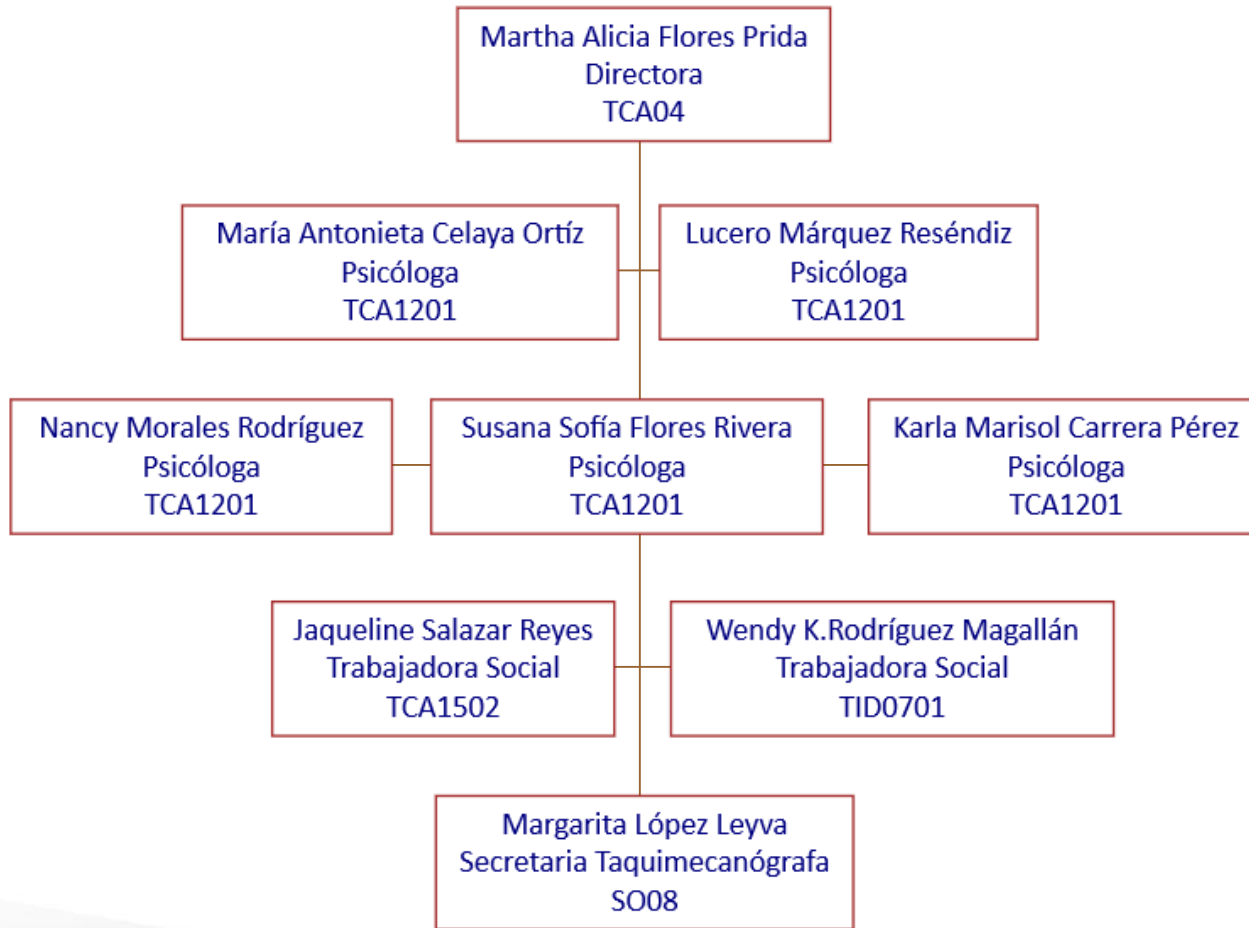 Martha Alicia Flores Prida
Directora
TCA04
María Antonieta Celaya Ortíz
Psicóloga
TCA1201
Lucero Márquez Reséndiz
Psicóloga
TCA1201
Nancy Morales Rodríguez
Psicóloga
TCA1201
Susana Sofía Flores Rivera
Psicóloga
TCA1201
Karla Marisol Carrera Pérez
Psicóloga
TCA1201
Jaqueline Salazar Reyes
Trabajadora Social
TCA1502
Wendy K.Rodríguez Magallán
Trabajadora Social
TID0701
Margarita López Leyva
Secretaria Taquimecanógrafa
SO08